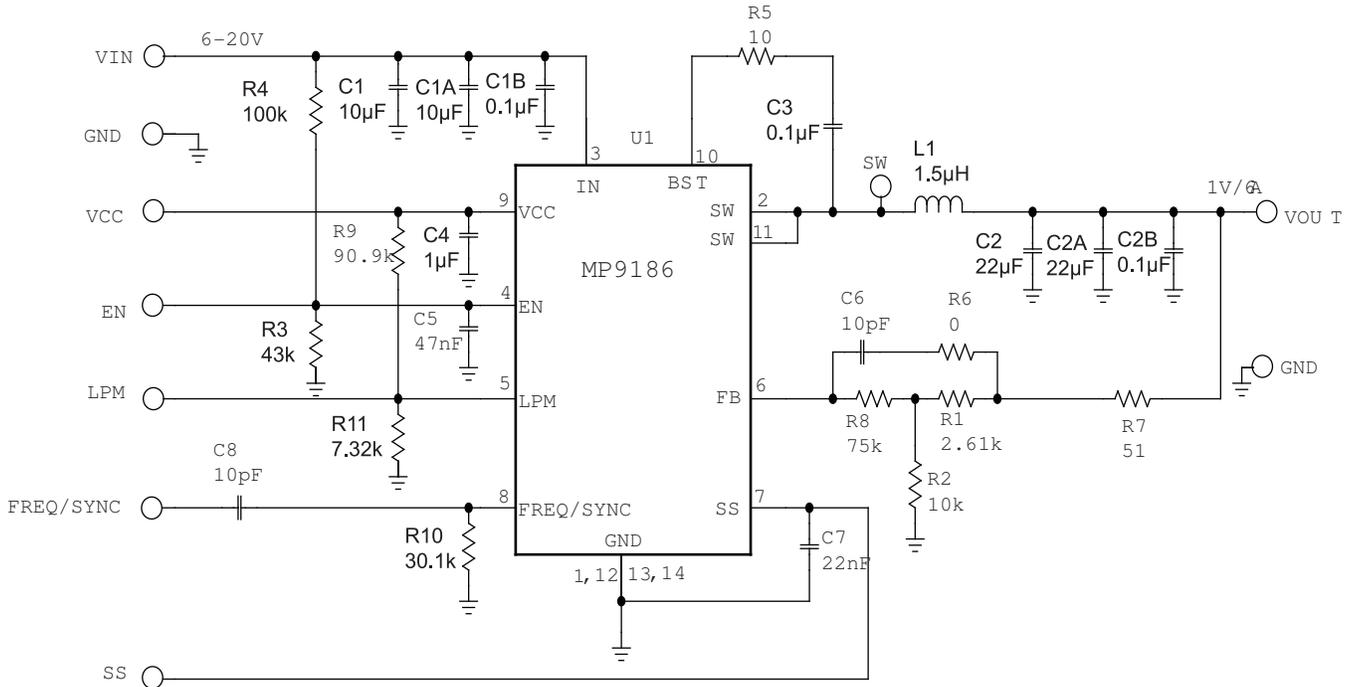 R5
10
VIN
6-20V
R4
100k
C1
10µF
C1A
10µF
C1B
0.1µF
C3
0.1µF
GND
U1
3
10
IN
BST
SW
L1
1.5µH
VCC
9
VCC
SW
2
SW
11
1V/6A
VOUT
R9
90.9k
C4
1µF
MP9186
C2
22µF
C2A
22µF
C2B
0.1µF
EN
4
EN
R3
43k
C5
47nF
C6
10pF
R6
0
GND
LPM
5
LPM
FB
6
R11
7.32k
R8
75k
R1
2.61k
R7
51
R2
10k
C8
10pF
FREQ/SYNC
8
FREQ/SYNC
SS
7
R10
30.1k
GND
1,12 13,14
C7
22nF
SS